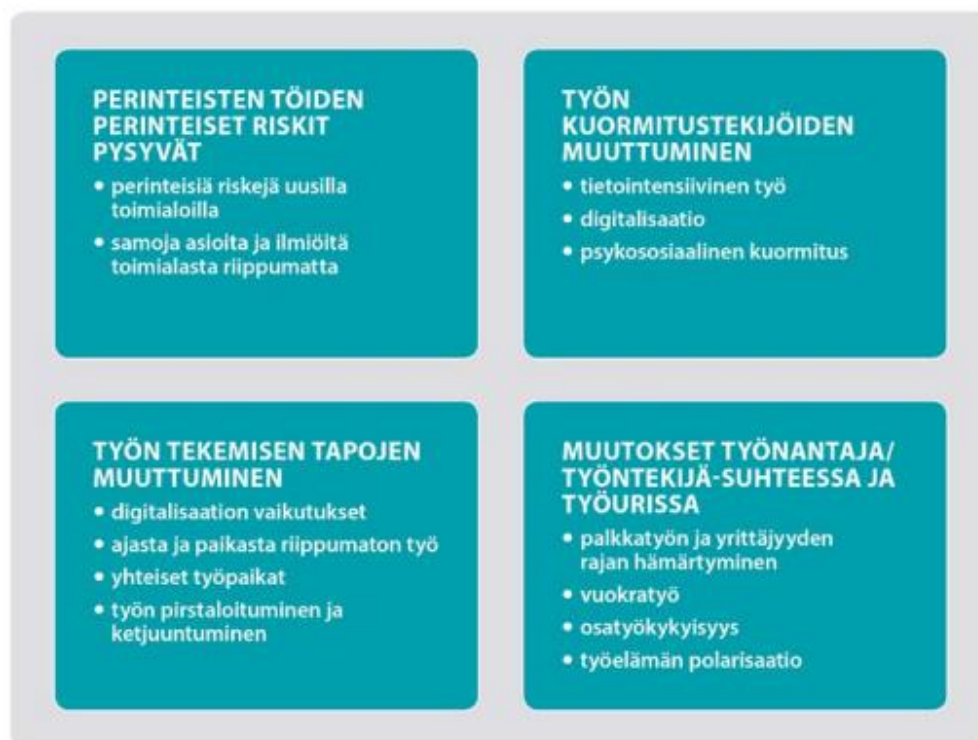 PERINTEISTEN TÖIDEN
PERINTEISET RISKIT
PYSYVÄT
• perinteisiä riskejä uusilla
toimialoilla
• samoja asioita ja ilmiöitä
toimialasta riippumatta
TYÖN
KUORMITUSTEKIJÖIDEN
MUUTTUMINEN
• tietointensiivinen työ
• digitalisaatio
• psykososiaalinen kuormitus
TYÖN TEKEMISEN TAPOJEN
MUUTTUMINEN
• digitalisaation vaikutukset
• ajasta ja paikasta riippumaton työ
• yhteiset työpaikat
• työn pirstaloituminen ja
ketjuuntuminen
MUUTOKSET TYÖNANTAJA/
TYÖNTEKIJÄ-SUHTEESSA JA
TYÖURISSA
• palkkatyön ja yrittäjyyden
rajan hämärtyminen
• vuokratyö
• osatyökykyisyys
• työelämän polarisaatio